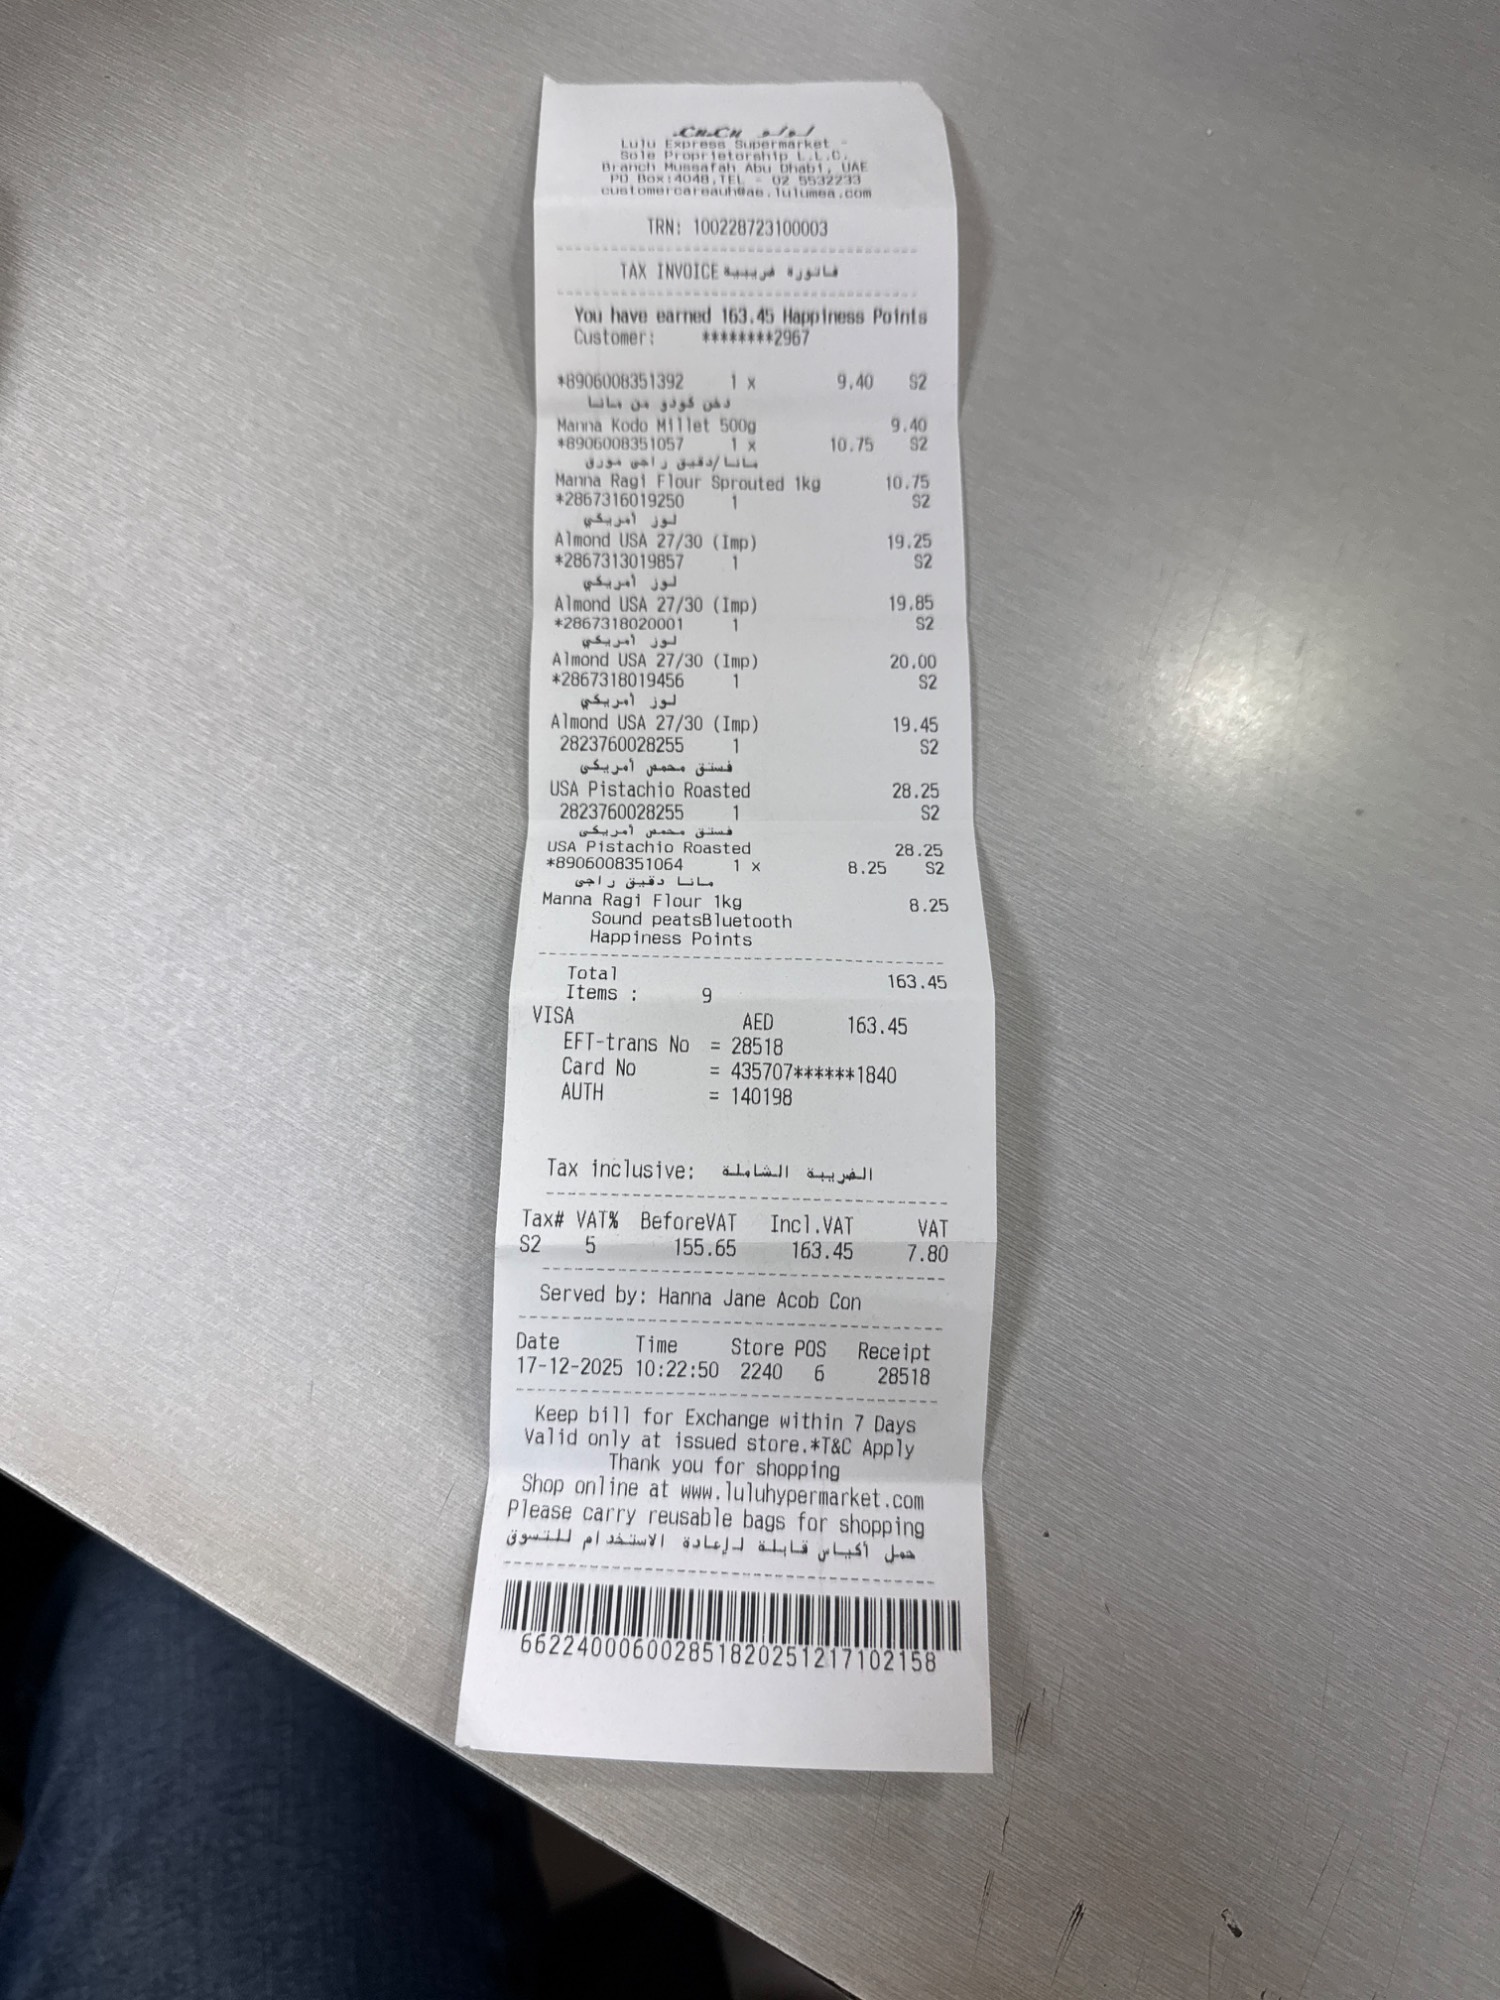 LuLu لولو
Lulu Express Supermarket -
Sole Proprietorship L.L.C.
Branch Mussafah Abu Dhabi, UAE
PO Box:4048,TEL - 02 5532233
customercareauh@ae.lulumea.com
TRN: 100228723100003
TAX INVOICE فاتورة ضريبية
You have earned 163.45 Happiness Points
Customer: ********2967
*8906008351392 1 x 9.40 S2
دخن كودو من مانا
Manna Kodo Millet 500g 9.40
*8906008351057 1 x 10.75 S2
مانا/دقيق راجي مورق
Manna Ragi Flour Sprouted 1kg 10.75
*2867316019250 1 S2
لوز أمريكي
Almond USA 27/30 (Imp) 19.25
*2867313019857 1 S2
لوز أمريكي
Almond USA 27/30 (Imp) 19.85
*2867318020001 1 S2
لوز أمريكي
Almond USA 27/30 (Imp) 20.00
*2867318019456 1 S2
لوز أمريكي
Almond USA 27/30 (Imp) 19.45
2823760028255 1 S2
فستق محمص أمريكى
USA Pistachio Roasted 28.25
2823760028255 1 S2
فستق محمص أمريكى
USA Pistachio Roasted 28.25
*8906008351064 1 x 8.25 S2
مانا دقيق راجى
Manna Ragi Flour 1kg 8.25
Sound peatsBluetooth
Happiness Points
Total 163.45
Items : 9
VISA AED 163.45
EFT-trans No = 28518
Card No = 435707******1840
AUTH = 140198
Tax inclusive: الضريبة الشاملة
Tax# VAT% BeforeVAT Incl.VAT VAT
S2 5 155.65 163.45 7.80
Served by: Hanna Jane Acob Con
Date Time Store POS Receipt
17-12-2025 10:22:50 2240 6 28518
Keep bill for Exchange within 7 Days
Valid only at issued store.*T&C Apply
Thank you for shopping
Shop online at www.luluhypermarket.com
Please carry reusable bags for shopping
حمل أكياس قابلة لإعادة الاستخدام للتسوق
66224000600285182025121710​2158